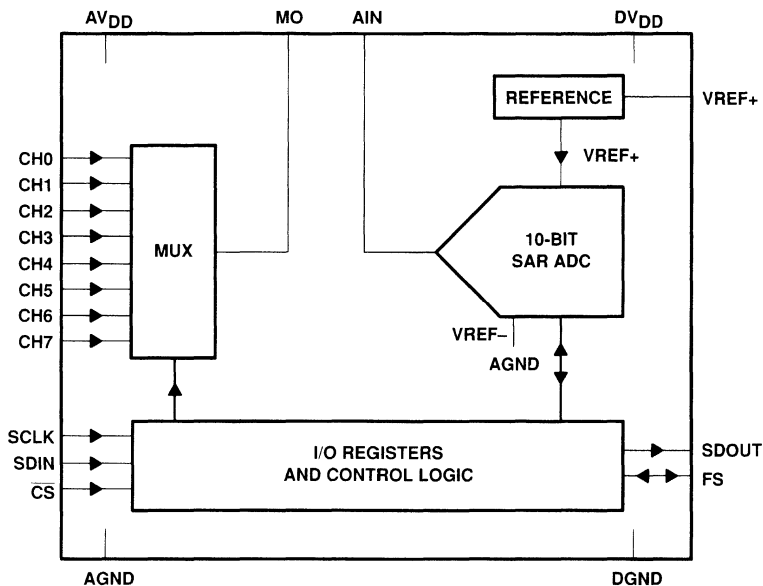 AVDD
MO
AIN
DVDD
REFERENCE
VREF+
VREF+
CH0
CH1
CH2
CH3
CH4
CH5
CH6
CH7
MUX
10-BIT
SAR ADC
VREF–
AGND
SCLK
SDIN
C̅S̅
I/O REGISTERS
AND CONTROL LOGIC
SDOUT
FS
AGND
DGND